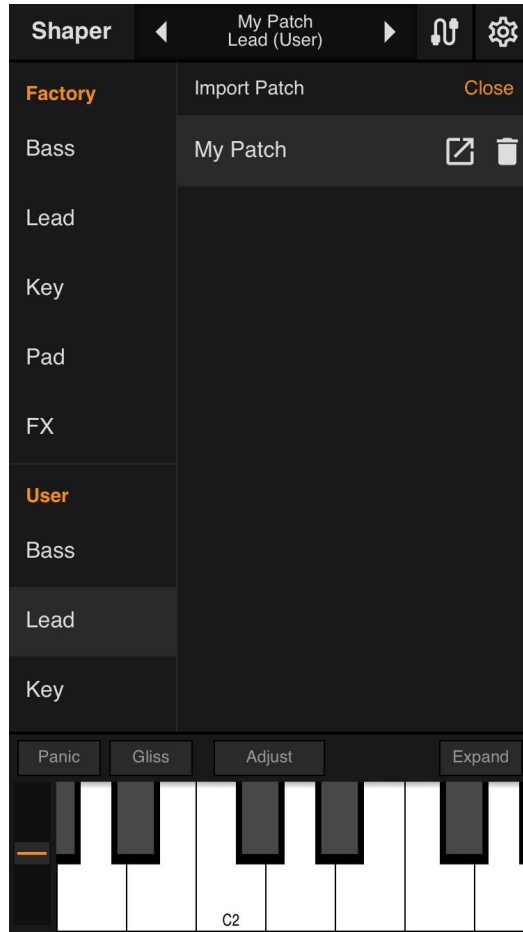 Shaper
My Patch
Lead (User)
Factory
Bass
Lead
Key
Pad
FX
User
Bass
Lead
Key
Import Patch
Close
My Patch
Panic
Gliss
Adjust
Expand
C2